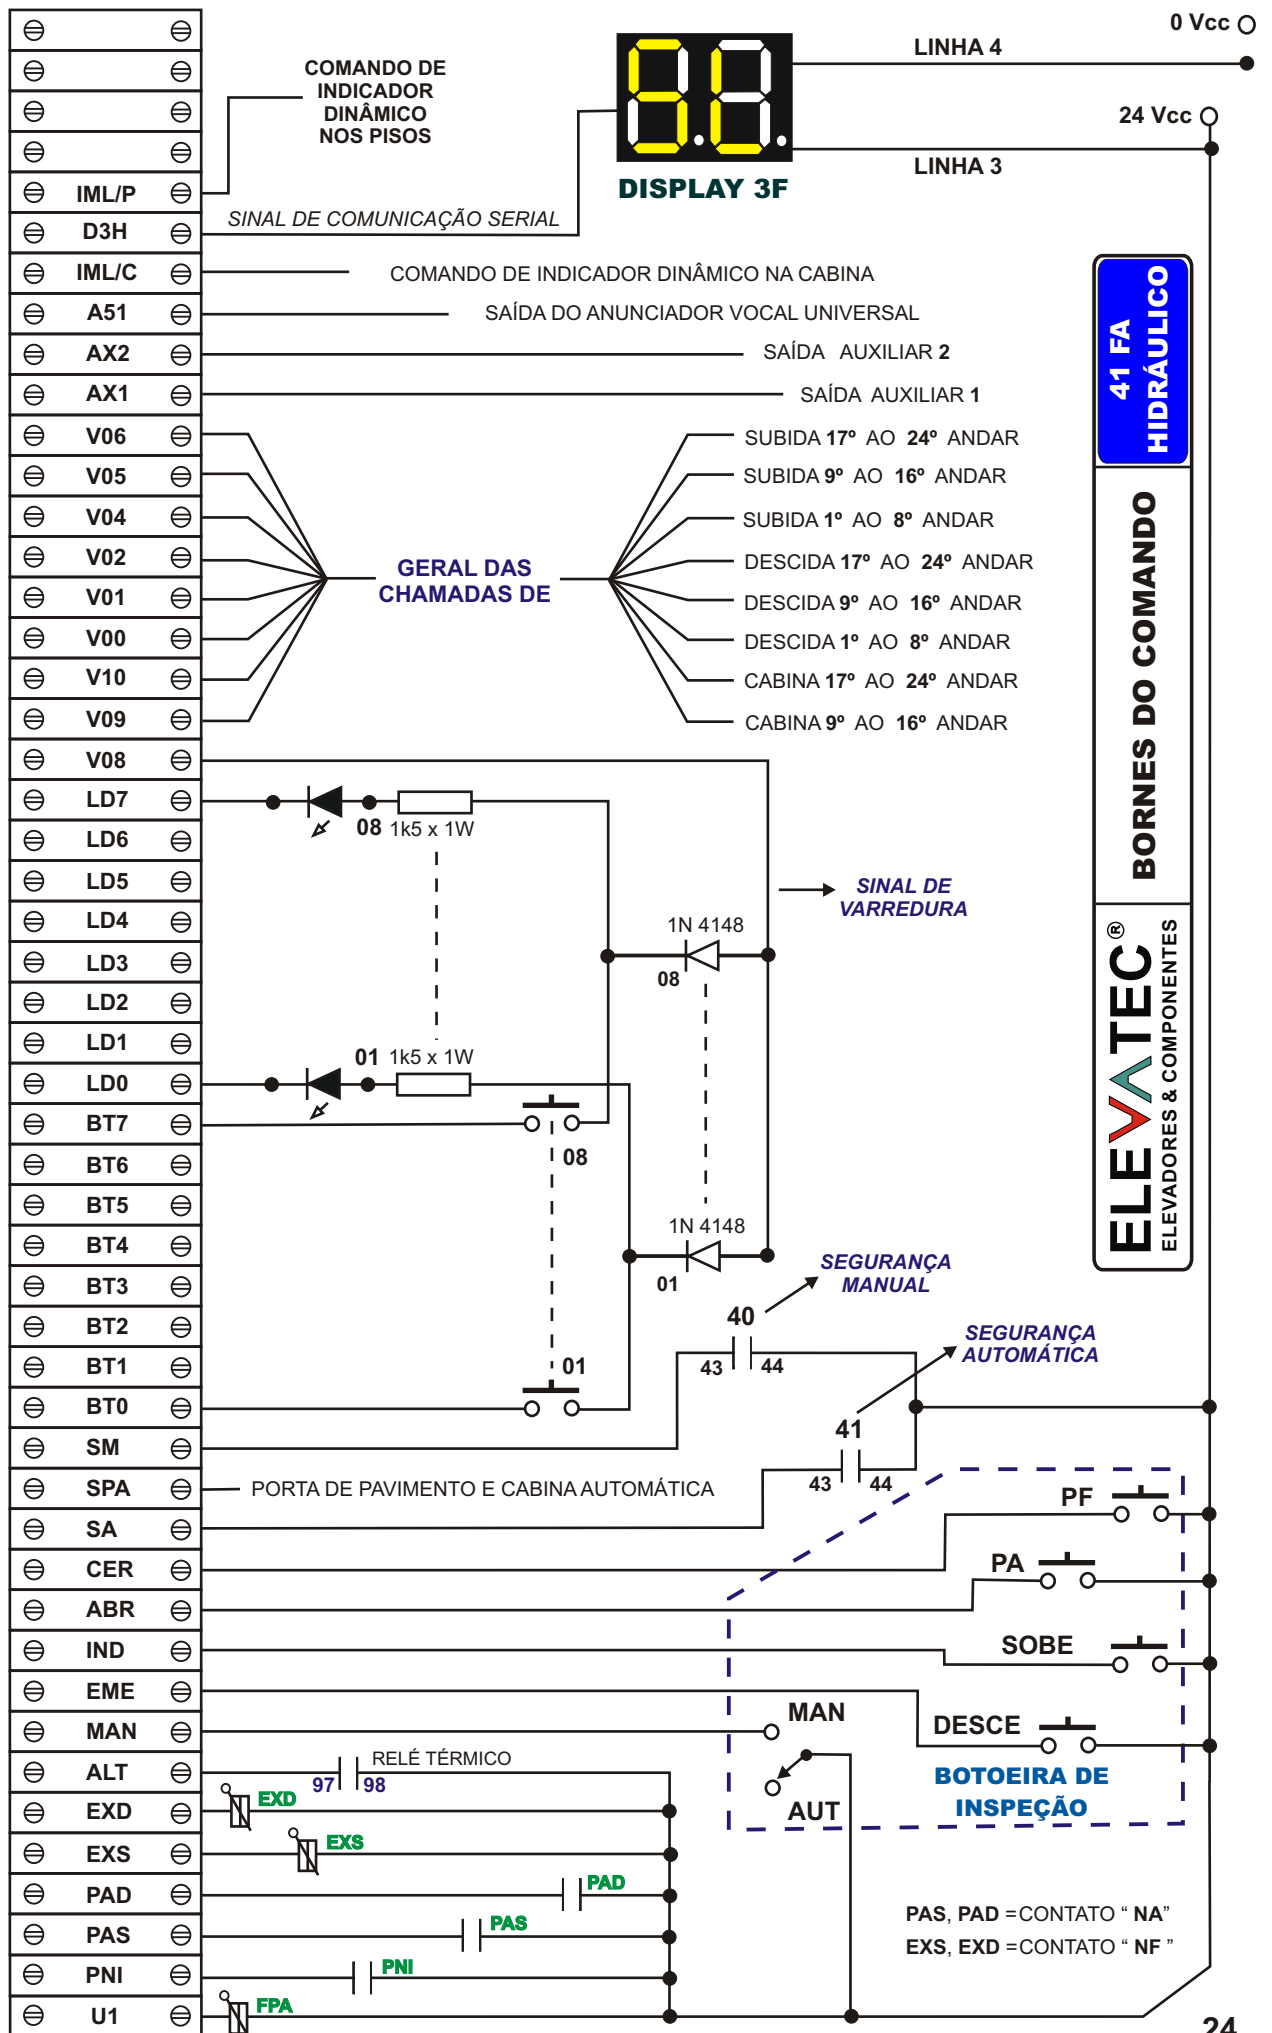 0 Vcc
LINHA 4
COMANDO DE
INDICADOR
DINÂMICO
NOS PISOS
24 Vcc
LINHA 3
DISPLAY 3F
IML/P
SINAL DE COMUNICAÇÃO SERIAL
D3H
IML/C
COMANDO DE INDICADOR DINÂMICO NA CABINA
A51
SAÍDA DO ANUNCIADOR VOCAL UNIVERSAL
AX2
SAÍDA AUXILIAR 2
AX1
SAÍDA AUXILIAR 1
V06
SUBIDA 17º AO 24º ANDAR
V05
SUBIDA 9º AO 16º ANDAR
V04
SUBIDA 1º AO 8º ANDAR
V02
DESCIDA 17º AO 24º ANDAR
GERAL DAS
CHAMADAS DE
V01
DESCIDA 9º AO 16º ANDAR
V00
DESCIDA 1º AO 8º ANDAR
V10
CABINA 17º AO 24º ANDAR
V09
CABINA 9º AO 16º ANDAR
V08
LD7
08 1k5 x 1W
LD6
LD5
SINAL DE
VARREDURA
LD4
1N 4148
08
LD3
LD2
LD1
01 1k5 x 1W
LD0
BT7
08
BT6
BT5
BT4
1N 4148
01
BT3
SEGURANÇA
MANUAL
BT2
40
43 44
SEGURANÇA
AUTOMÁTICA
BT1
01
BT0
SM
41
43 44
SPA
PORTA DE PAVIMENTO E CABINA AUTOMÁTICA
SA
PF
CER
PA
ABR
IND
SOBE
EME
MAN
MAN
DESCE
ALT
97 98
RELÉ TÉRMICO
AUT
BOTOEIRA DE
INSPEÇÃO
EXD
EXD
EXS
EXS
PAD
PAD
PAS
PAS
PNI
PNI
U1
FPA
PAS, PAD =CONTATO “ NA”
EXS, EXD =CONTATO “ NF ”
41 FA
HIDRÁULICO
BORNES DO COMANDO
ELEVATEC®
ELEVADORES & COMPONENTES
24